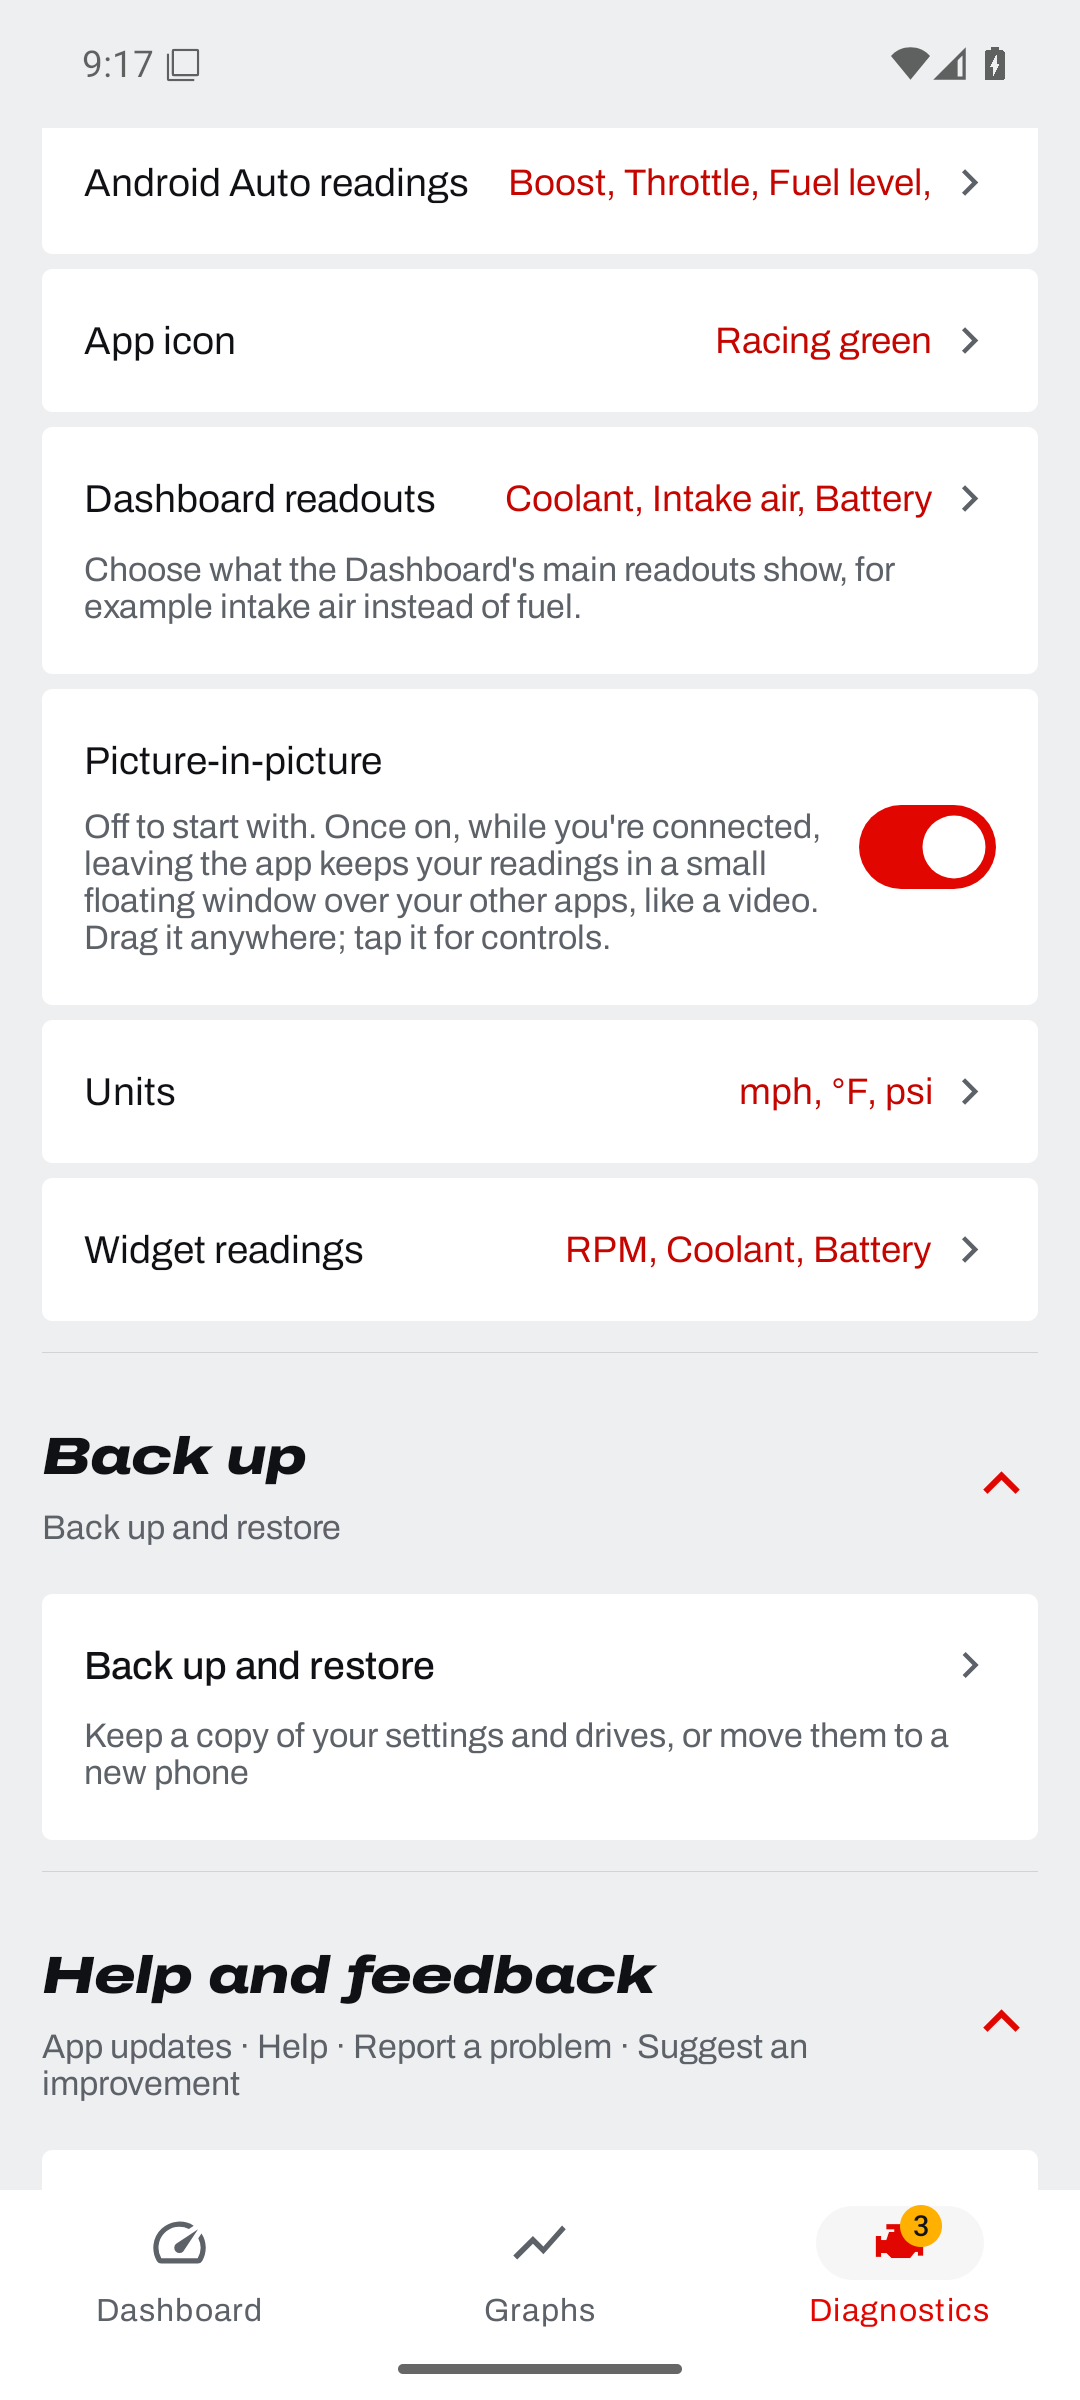 9:17
Android Auto readings Boost, Throttle, Fuel level,
App icon Racing green
Dashboard readouts Coolant, Intake air, Battery
Choose what the Dashboard's main readouts show, for
example intake air instead of fuel.
Picture-in-picture
Off to start with. Once on, while you're connected,
leaving the app keeps your readings in a small
floating window over your other apps, like a video.
Drag it anywhere; tap it for controls.
Units mph, °F, psi
Widget readings RPM, Coolant, Battery
Back up
Back up and restore
Back up and restore
Keep a copy of your settings and drives, or move them to a
new phone
Help and feedback
App updates · Help · Report a problem · Suggest an
improvement
3
Dashboard Graphs Diagnostics